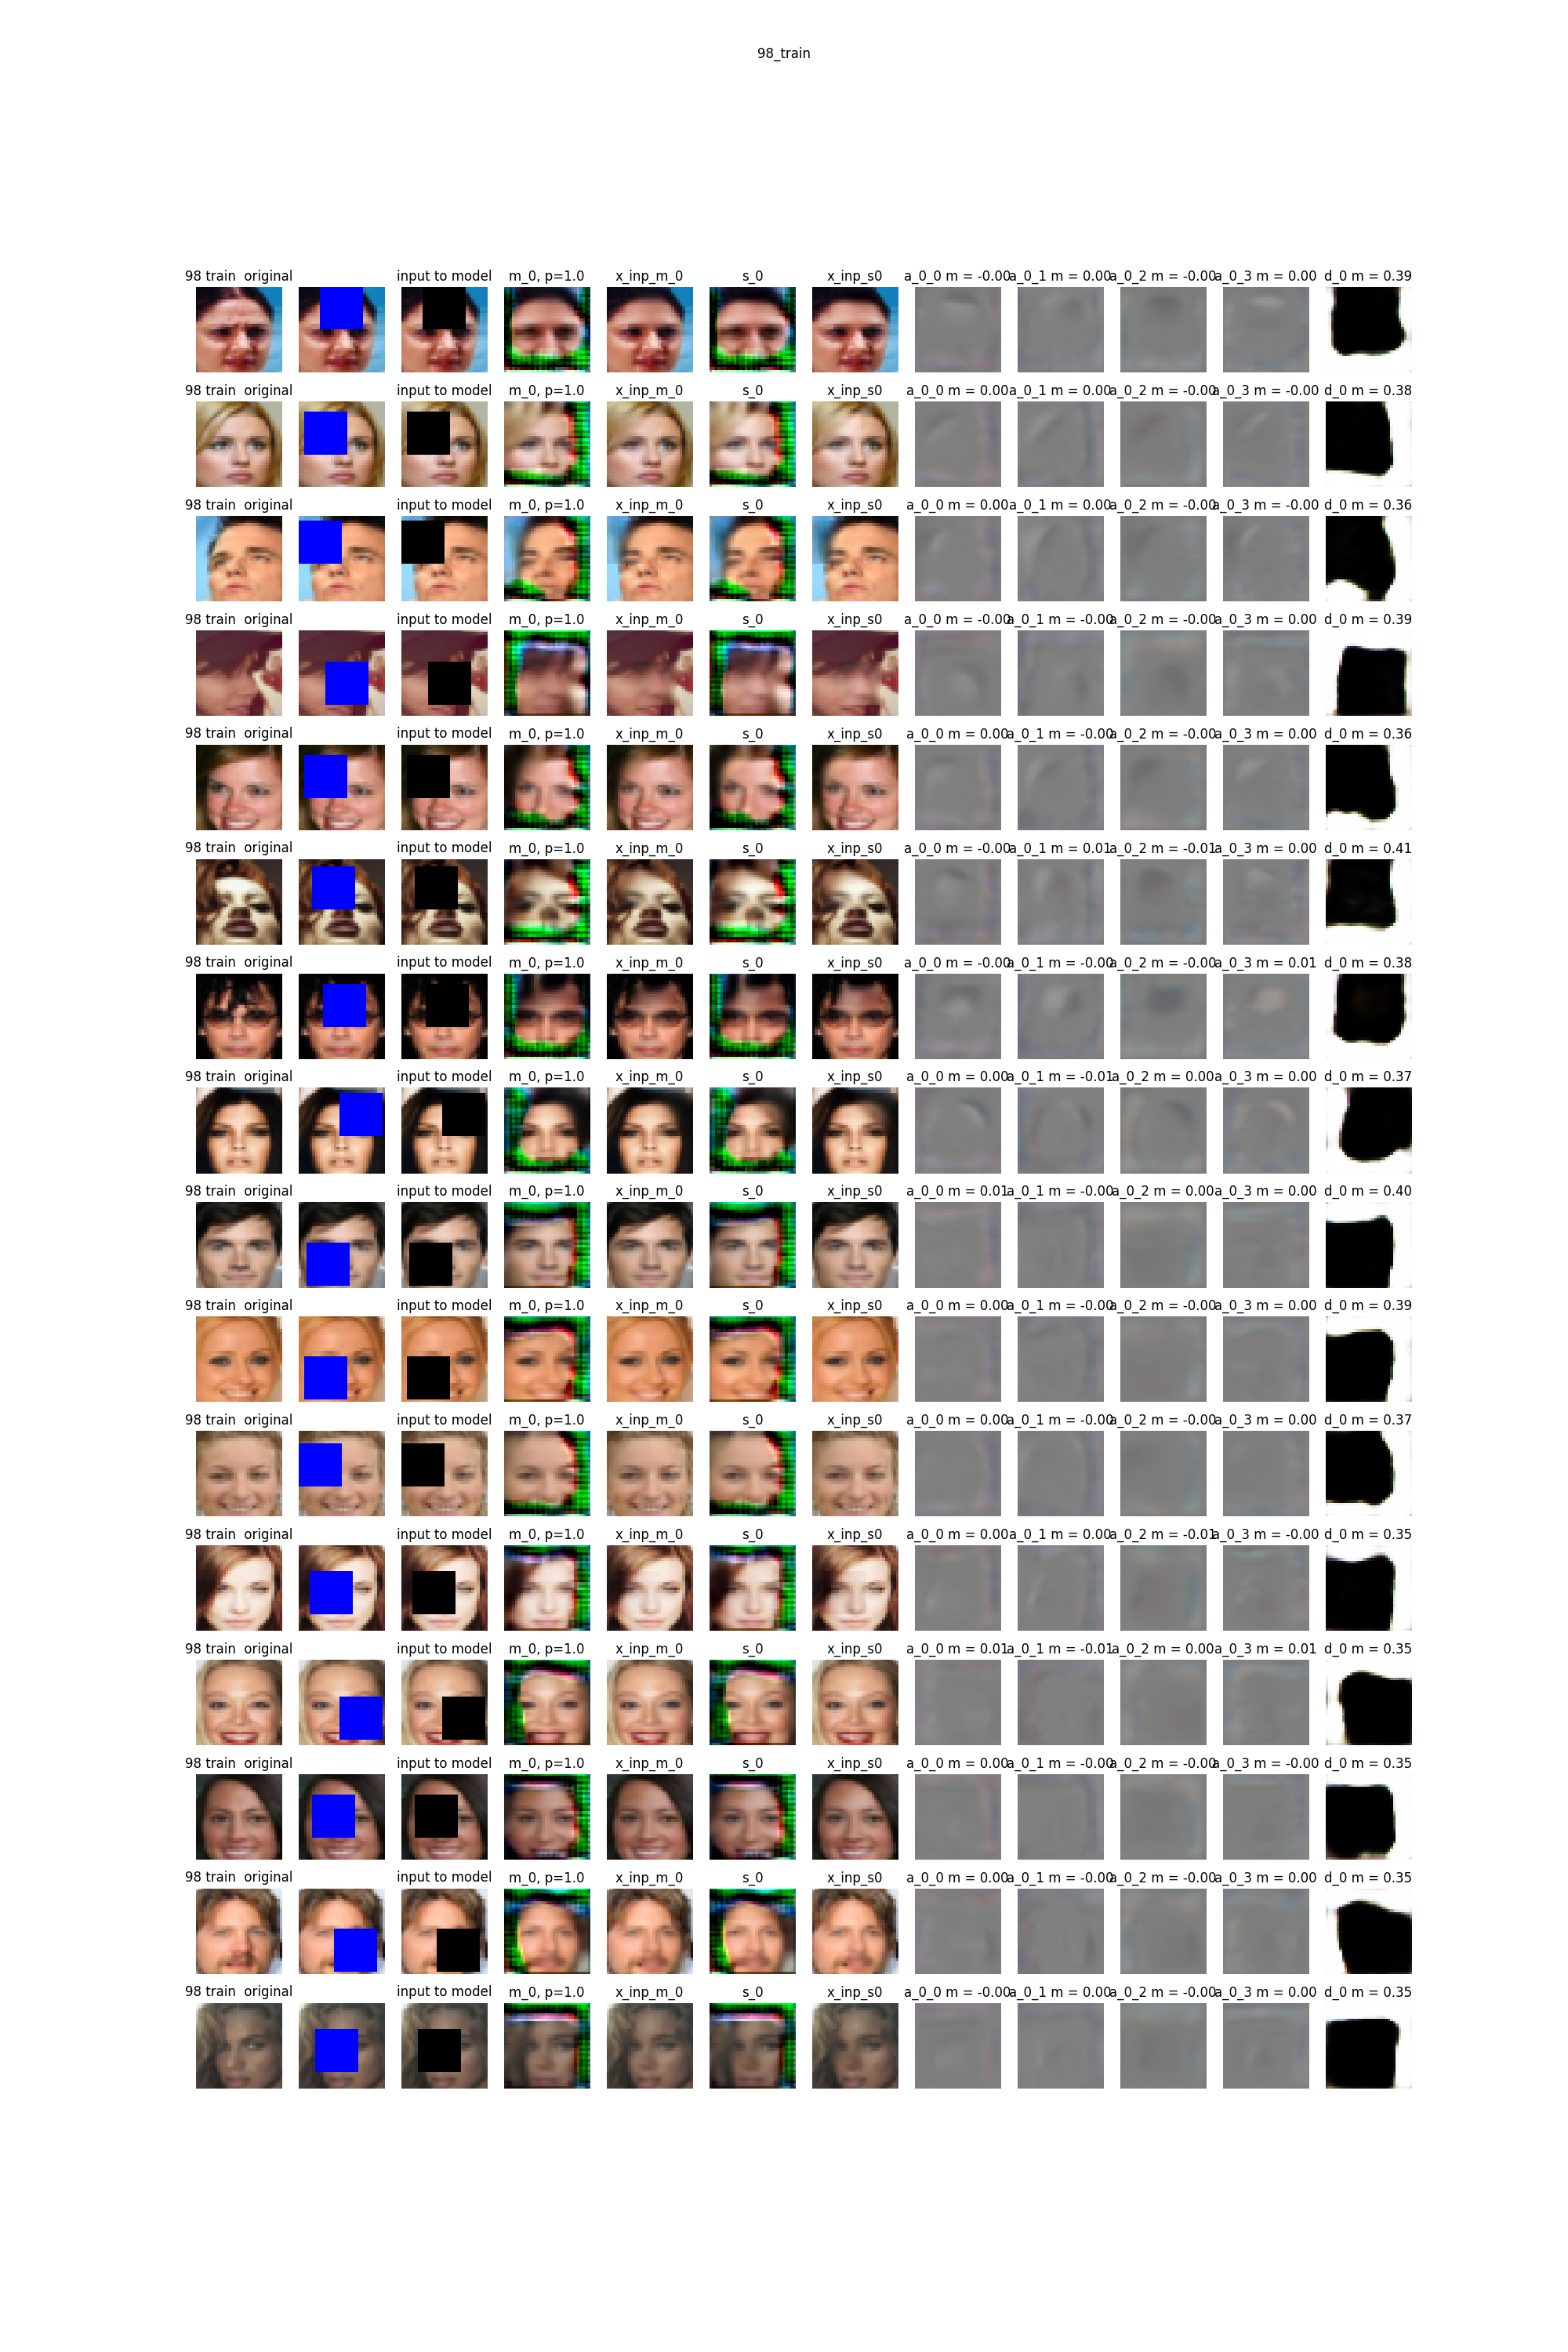 98_train
98 train  original input to model m_0, p=1.0 x_inp_m_0 s_0 x_inp_s0 a_0_0 m = -0.00 a_0_1 m = 0.00 a_0_2 m = -0.00 a_0_3 m = 0.00 d_0 m = 0.39
98 train  original input to model m_0, p=1.0 x_inp_m_0 s_0 x_inp_s0 a_0_0 m = 0.00 a_0_1 m = 0.00 a_0_2 m = -0.00 a_0_3 m = -0.00 d_0 m = 0.38
98 train  original input to model m_0, p=1.0 x_inp_m_0 s_0 x_inp_s0 a_0_0 m = 0.00 a_0_1 m = 0.00 a_0_2 m = -0.00 a_0_3 m = -0.00 d_0 m = 0.36
98 train  original input to model m_0, p=1.0 x_inp_m_0 s_0 x_inp_s0 a_0_0 m = -0.00 a_0_1 m = -0.00 a_0_2 m = -0.00 a_0_3 m = 0.00 d_0 m = 0.39
98 train  original input to model m_0, p=1.0 x_inp_m_0 s_0 x_inp_s0 a_0_0 m = 0.00 a_0_1 m = -0.00 a_0_2 m = -0.00 a_0_3 m = 0.00 d_0 m = 0.36
98 train  original input to model m_0, p=1.0 x_inp_m_0 s_0 x_inp_s0 a_0_0 m = -0.00 a_0_1 m = 0.01 a_0_2 m = -0.01 a_0_3 m = 0.00 d_0 m = 0.41
98 train  original input to model m_0, p=1.0 x_inp_m_0 s_0 x_inp_s0 a_0_0 m = -0.00 a_0_1 m = -0.00 a_0_2 m = -0.00 a_0_3 m = 0.01 d_0 m = 0.38
98 train  original input to model m_0, p=1.0 x_inp_m_0 s_0 x_inp_s0 a_0_0 m = 0.00 a_0_1 m = -0.01 a_0_2 m = 0.00 a_0_3 m = 0.00 d_0 m = 0.37
98 train  original input to model m_0, p=1.0 x_inp_m_0 s_0 x_inp_s0 a_0_0 m = 0.01 a_0_1 m = -0.00 a_0_2 m = 0.00 a_0_3 m = 0.00 d_0 m = 0.40
98 train  original input to model m_0, p=1.0 x_inp_m_0 s_0 x_inp_s0 a_0_0 m = 0.00 a_0_1 m = -0.00 a_0_2 m = -0.00 a_0_3 m = 0.00 d_0 m = 0.39
98 train  original input to model m_0, p=1.0 x_inp_m_0 s_0 x_inp_s0 a_0_0 m = 0.00 a_0_1 m = -0.00 a_0_2 m = -0.00 a_0_3 m = 0.00 d_0 m = 0.37
98 train  original input to model m_0, p=1.0 x_inp_m_0 s_0 x_inp_s0 a_0_0 m = 0.00 a_0_1 m = 0.00 a_0_2 m = -0.01 a_0_3 m = -0.00 d_0 m = 0.35
98 train  original input to model m_0, p=1.0 x_inp_m_0 s_0 x_inp_s0 a_0_0 m = 0.01 a_0_1 m = -0.01 a_0_2 m = 0.00 a_0_3 m = 0.01 d_0 m = 0.35
98 train  original input to model m_0, p=1.0 x_inp_m_0 s_0 x_inp_s0 a_0_0 m = 0.00 a_0_1 m = -0.00 a_0_2 m = -0.00 a_0_3 m = -0.00 d_0 m = 0.35
98 train  original input to model m_0, p=1.0 x_inp_m_0 s_0 x_inp_s0 a_0_0 m = 0.00 a_0_1 m = -0.00 a_0_2 m = -0.00 a_0_3 m = 0.00 d_0 m = 0.35
98 train  original input to model m_0, p=1.0 x_inp_m_0 s_0 x_inp_s0 a_0_0 m = -0.00 a_0_1 m = 0.00 a_0_2 m = -0.00 a_0_3 m = 0.00 d_0 m = 0.35